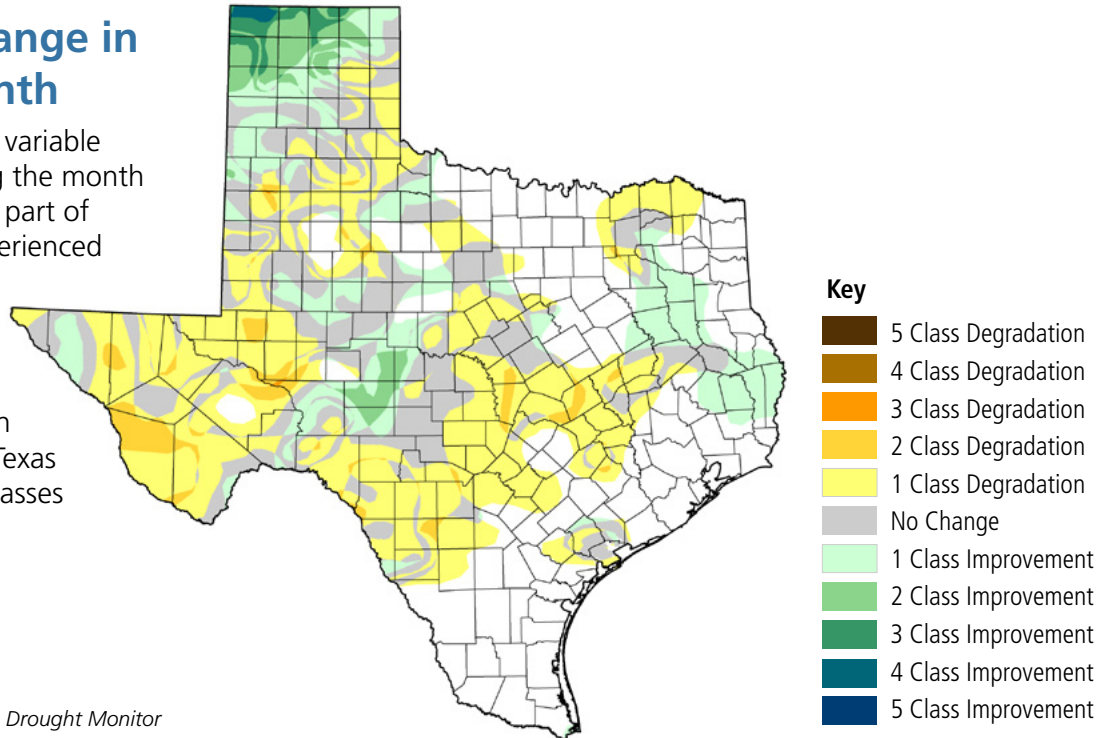 ange in
nth
variable
g the month
part of
perienced
n
Texas
asses
Drought Monitor
Key
5 Class Degradation
4 Class Degradation
3 Class Degradation
2 Class Degradation
1 Class Degradation
No Change
1 Class Improvement
2 Class Improvement
3 Class Improvement
4 Class Improvement
5 Class Improvement